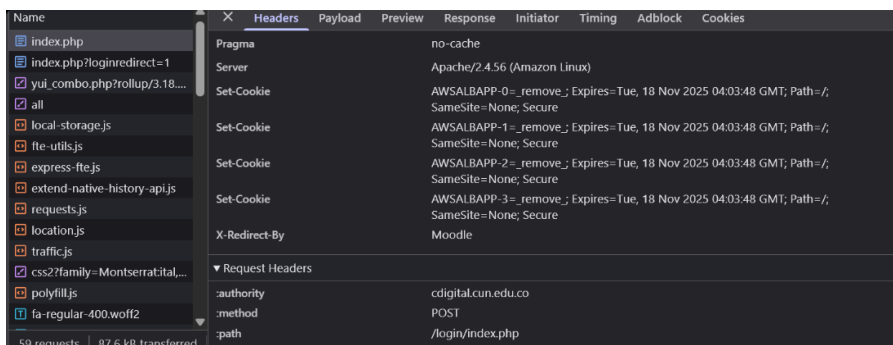 Name
index.php
index.php?loginredirect=1
yui_combo.php?rollup/3.18....
all
local-storage.js
fte-utils.js
express-fte.js
extend-native-history-api.js
requests.js
location.js
traffic.js
css2?family=Montserrat:ital,...
polyfill.js
fa-regular-400.woff2
59 requests 87.6 kB transferred
Headers Payload Preview Response Initiator Timing Adblock Cookies
Pragma no-cache
Server Apache/2.4.56 (Amazon Linux)
Set-Cookie AWSALBAPP-0=_remove_; Expires=Tue, 18 Nov 2025 04:03:48 GMT; Path=/;
SameSite=None; Secure
Set-Cookie AWSALBAPP-1=_remove_; Expires=Tue, 18 Nov 2025 04:03:48 GMT; Path=/;
SameSite=None; Secure
Set-Cookie AWSALBAPP-2=_remove_; Expires=Tue, 18 Nov 2025 04:03:48 GMT; Path=/;
SameSite=None; Secure
Set-Cookie AWSALBAPP-3=_remove_; Expires=Tue, 18 Nov 2025 04:03:48 GMT; Path=/;
SameSite=None; Secure
X-Redirect-By Moodle
▼ Request Headers
:authority cdigital.cun.edu.co
:method POST
:path /login/index.php